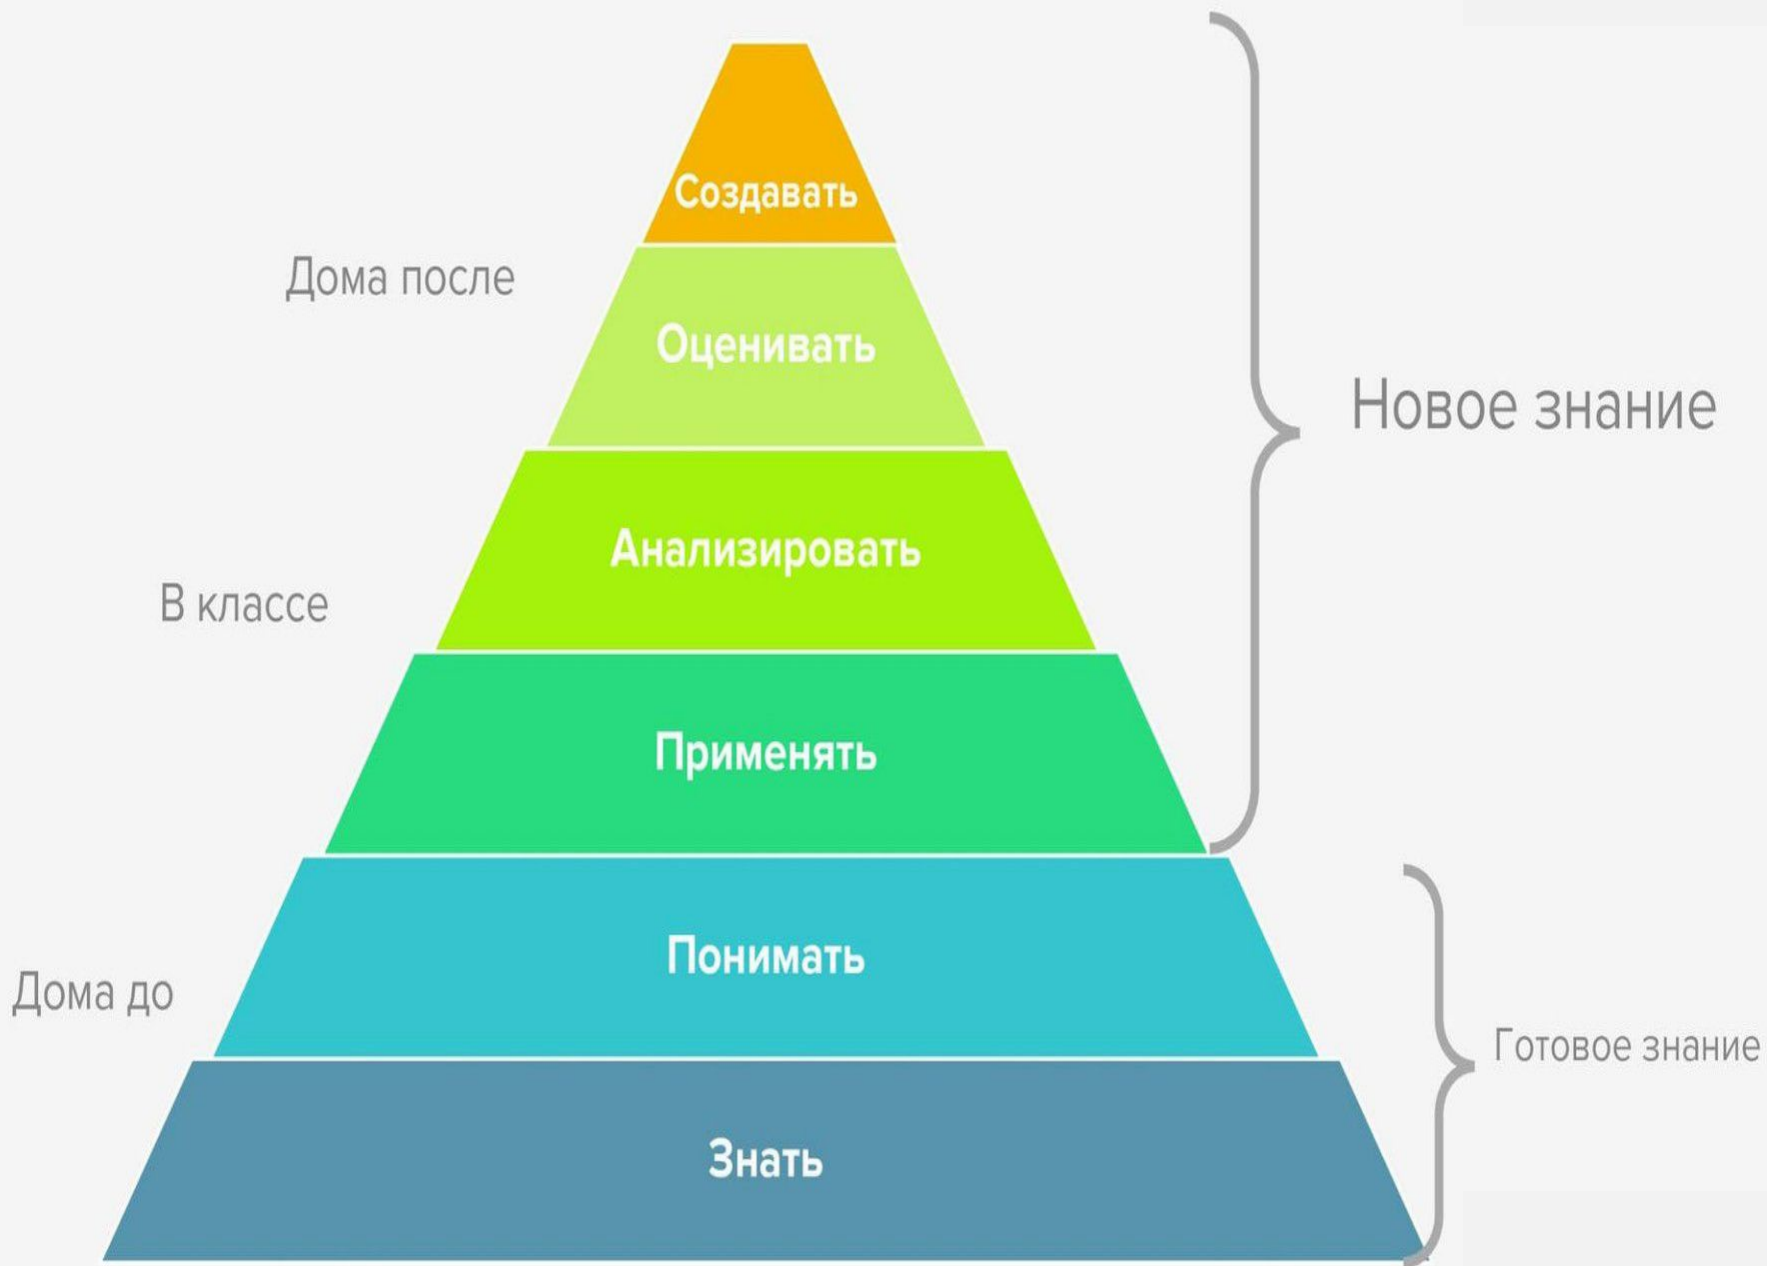 Создавать
Дома после
Оценивать
Новое знание
Анализировать
В классе
Применять
Понимать
Дома до
Готовое знание
Знать